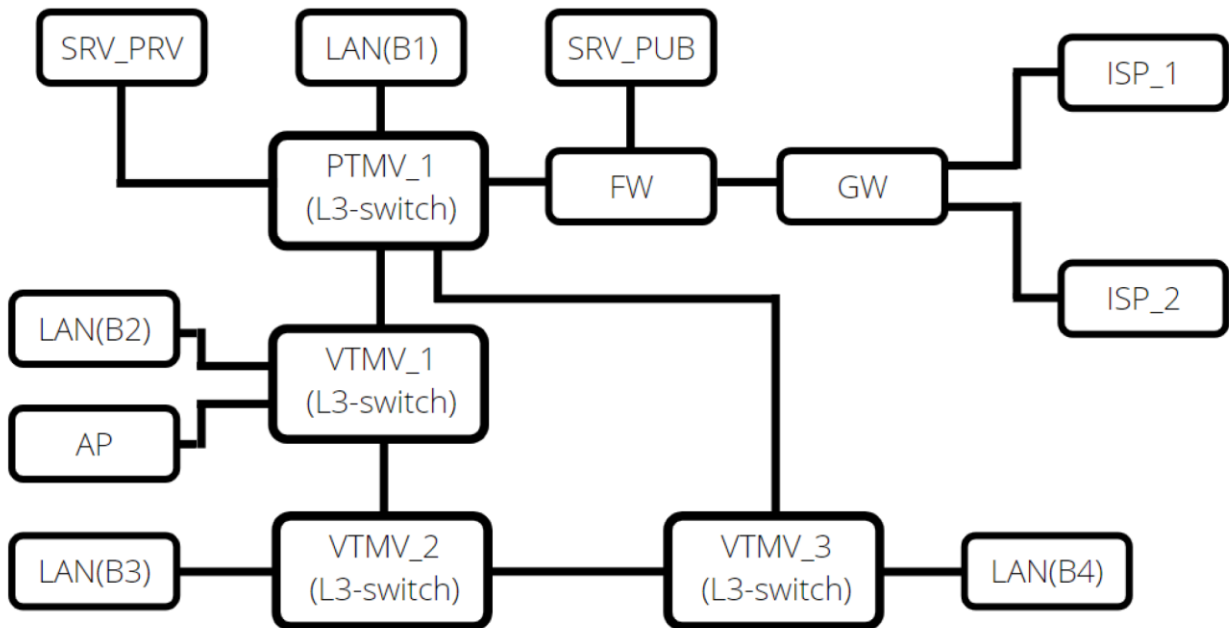 SRV_PRV
LAN(B1)
SRV_PUB
ISP_1
PTMV_1
(L3-switch)
FW
GW
ISP_2
LAN(B2)
VTMV_1
(L3-switch)
AP
LAN(B3)
VTMV_2
(L3-switch)
VTMV_3
(L3-switch)
LAN(B4)